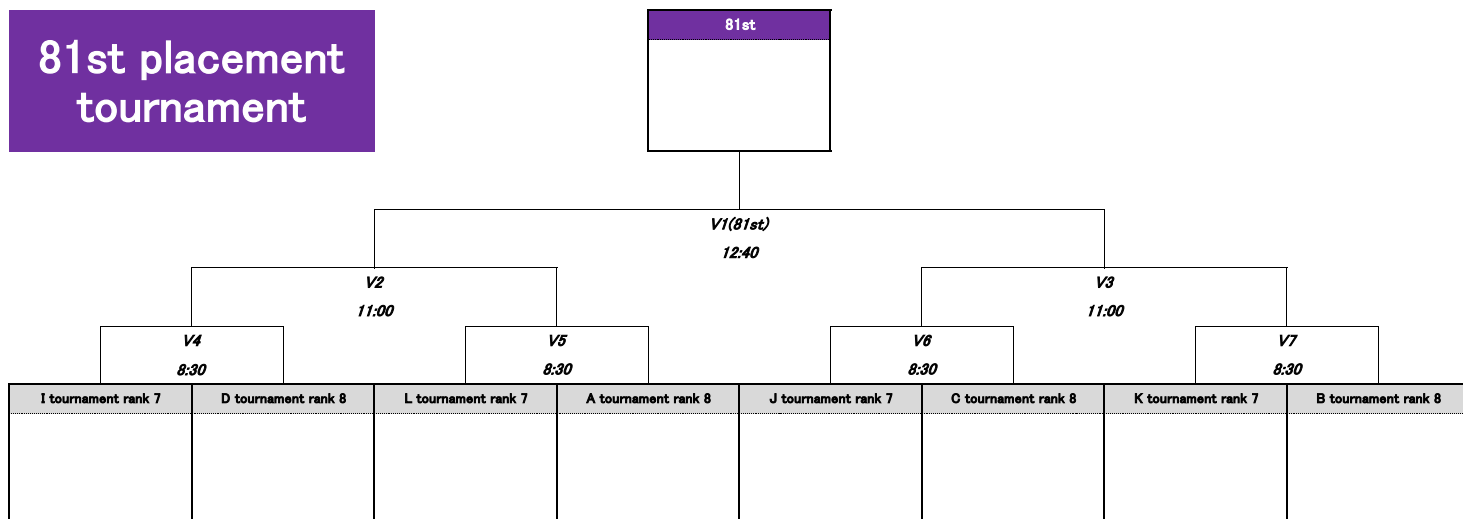 81st placement
tournament
81st
V1(81st)
12:40
V2
11:00
V3
11:00
V4
8:30
V5
8:30
V6
8:30
V7
8:30
I tournament rank 7
D tournament rank 8
L tournament rank 7
A tournament rank 8
J tournament rank 7
C tournament rank 8
K tournament rank 7
B tournament rank 8